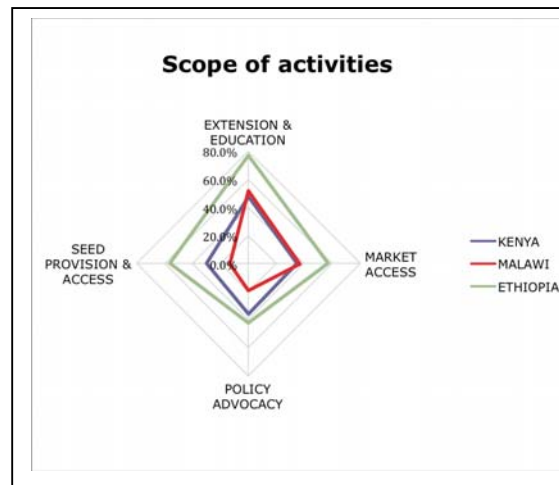 Scope of activities
EXTENSION &
EDUCATION
80.0%
60.0%
40.0%
20.0%
0.0%
SEED
PROVISION &
ACCESS
MARKET
ACCESS
POLICY
ADVOCACY
KENYA
MALAWI
ETHIOPIA